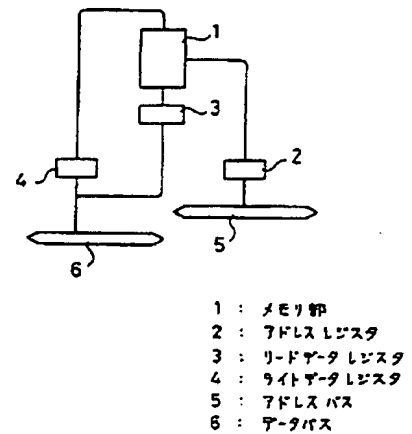 1
3
2
4
5
6
1 : メモリ部
2 : アドレスレジスタ
3 : リードデータレジスタ
4 : ライトデータレジスタ
5 : アドレスバス
6 : データバス